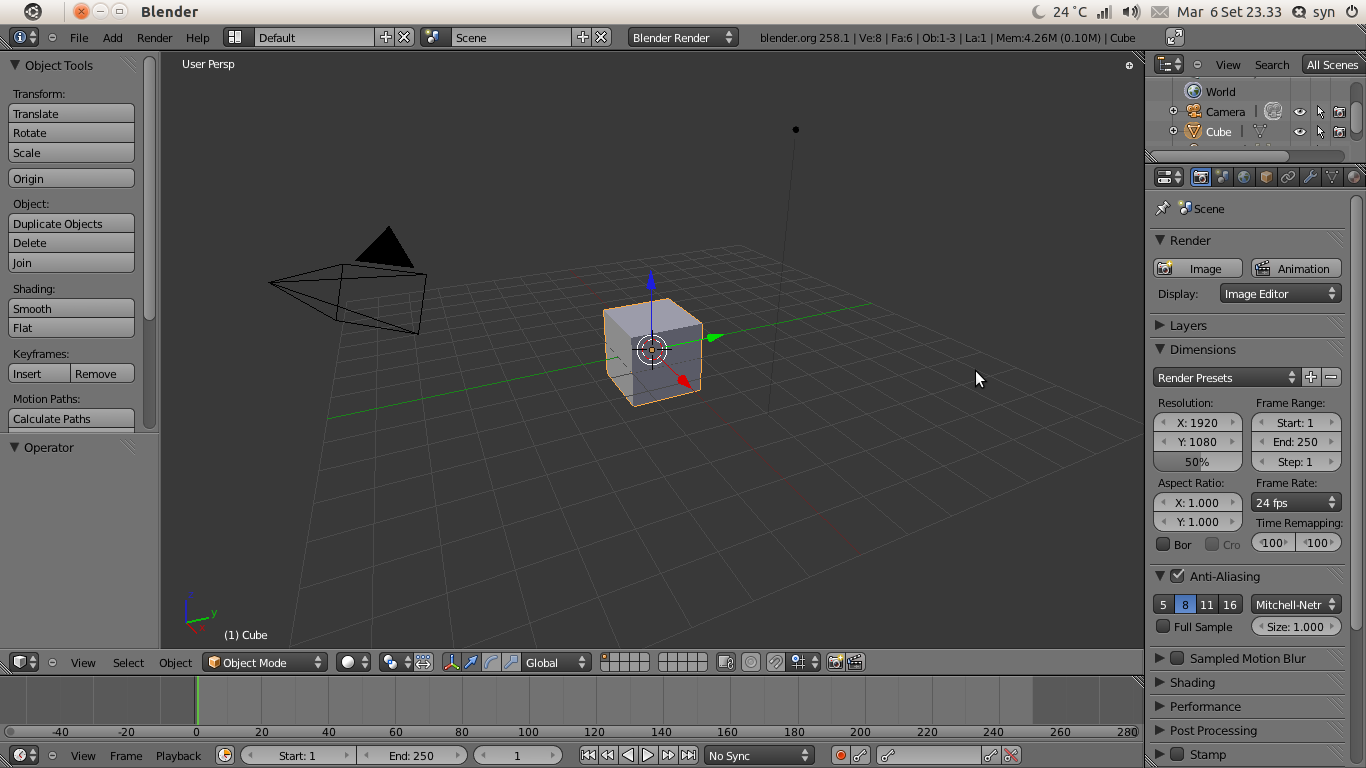 Blender
24 °C
Mar 6 Set 23.33
syn
File Add Render Help
Default
Scene
Blender Render
blender.org 258.1 | Ve:8 | Fa:6 | Ob:1-3 | La:1 | Mem:4.26M (0.10M) | Cube
Object Tools
Transform:
Translate
Rotate
Scale
Origin
Object:
Duplicate Objects
Delete
Join
Shading:
Smooth
Flat
Keyframes:
Insert Remove
Motion Paths:
Calculate Paths
Operator
User Persp
z
y
x
(1) Cube
View Select Object
Object Mode
Global
-40 -20 0 20 40 60 80 100 120 140 160 180 200 220 240 260 280
View Frame Playback
Start: 1
End: 250
1
No Sync
View Search
All Scenes
World
Camera
Cube
Scene
Render
Image
Animation
Display:
Image Editor
Layers
Dimensions
Render Presets
Resolution:
X: 1920
Y: 1080
50%
Frame Range:
Start: 1
End: 250
Step: 1
Aspect Ratio:
X: 1.000
Y: 1.000
Bor
Cro
Frame Rate:
24 fps
Time Remapping:
100
100
Anti-Aliasing
5 8 11 16
Mitchell-Netr
Full Sample
Size: 1.000
Sampled Motion Blur
Shading
Performance
Post Processing
Stamp